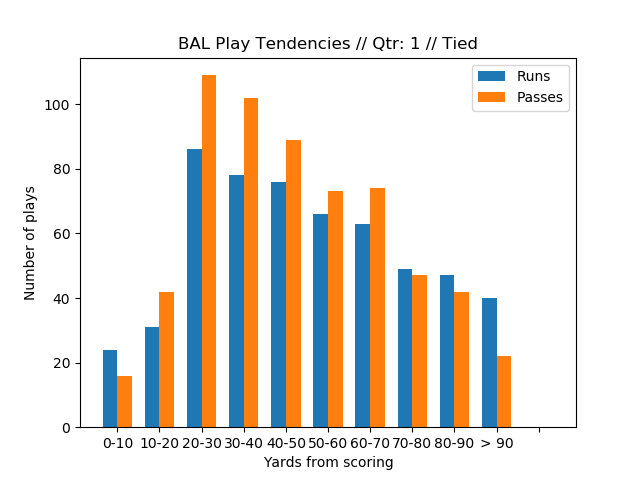 BAL Play Tendencies // Qtr: 1 // Tied
Runs
Passes
Number of plays
100
80
60
40
20
0
0-10 10-20 20-30 30-40 40-50 50-60 60-70 70-80 80-90 > 90
Yards from scoring